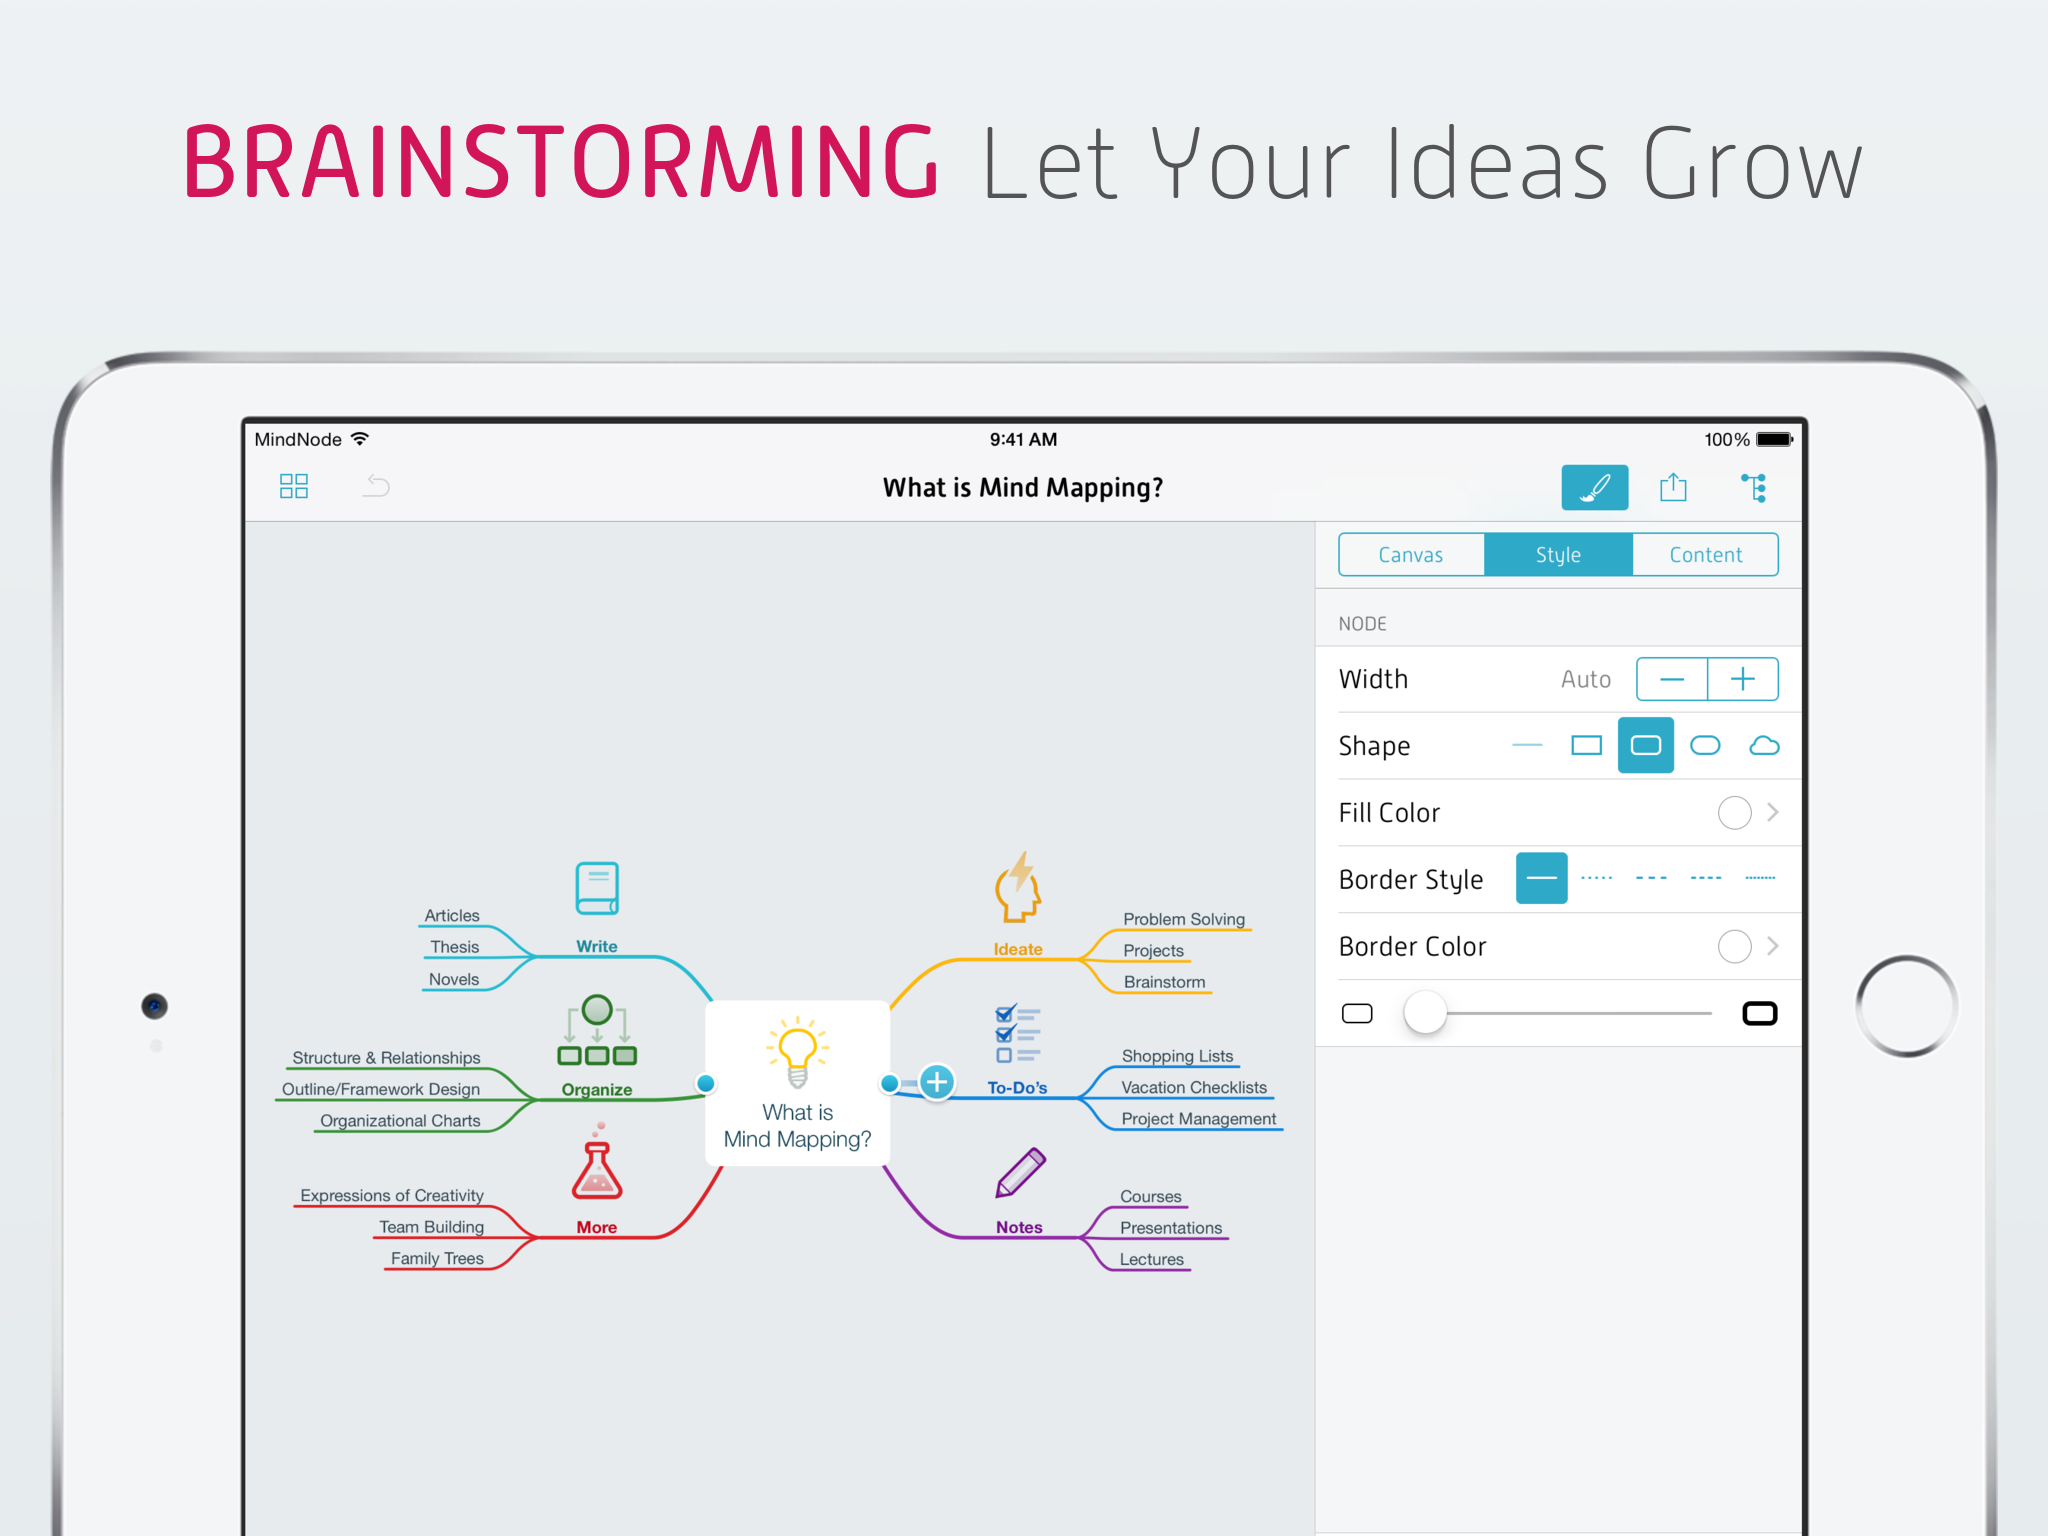 BRAINSTORMING Let Your Ideas Grow
MindNode
9:41 AM
100%
What is Mind Mapping?
Canvas
Style
Content
NODE
Width
Auto
Shape
Fill Color
Border Style
Border Color
Write
Articles
Thesis
Novels
Organize
Structure & Relationships
Outline/Framework Design
Organizational Charts
More
Expressions of Creativity
Team Building
Family Trees
What is
Mind Mapping?
Ideate
Problem Solving
Projects
Brainstorm
To-Do's
Shopping Lists
Vacation Checklists
Project Management
Notes
Courses
Presentations
Lectures